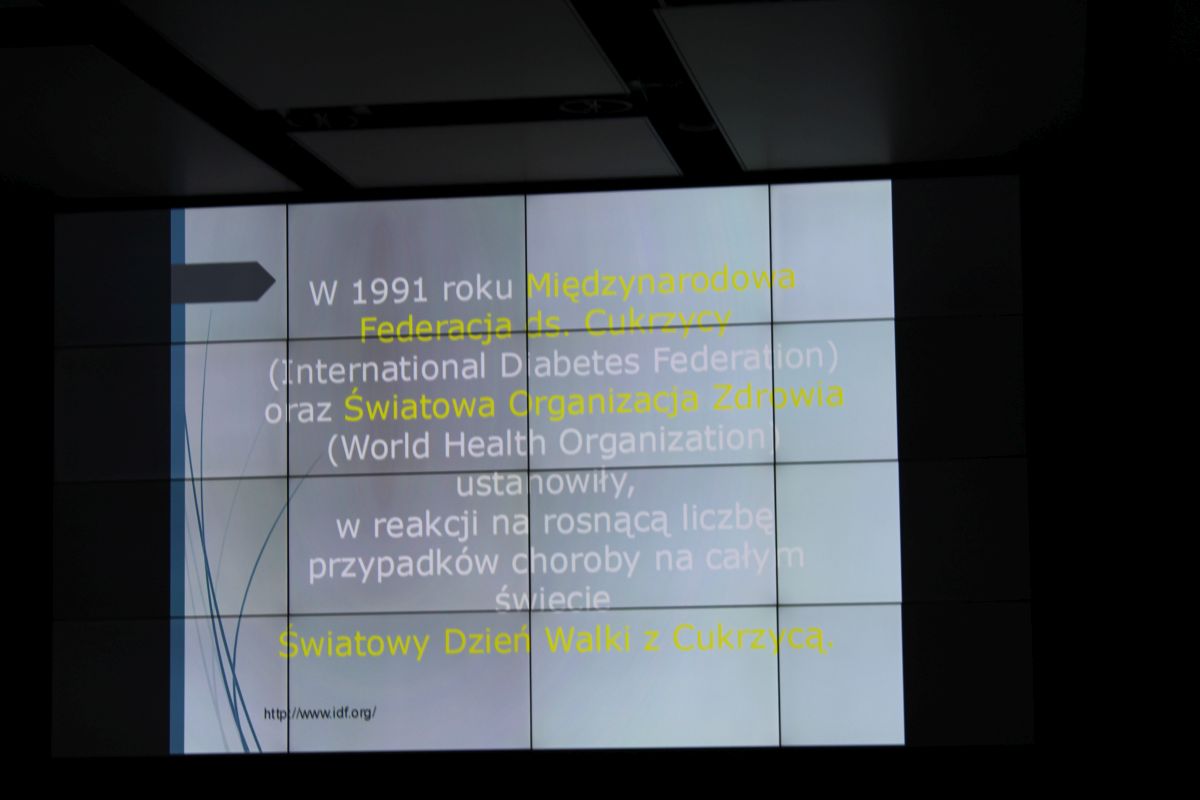 W 1991 roku Międzynarodowa
Federacja ds. Cukrzycy
(International Diabetes Federation)
oraz Światowa Organizacja Zdrowia
(World Health Organization)
ustanowiły,
w reakcji na rosnącą liczbę
przypadków choroby na całym
świecie
Światowy Dzień Walki z Cukrzycą.
http://www.idf.org/